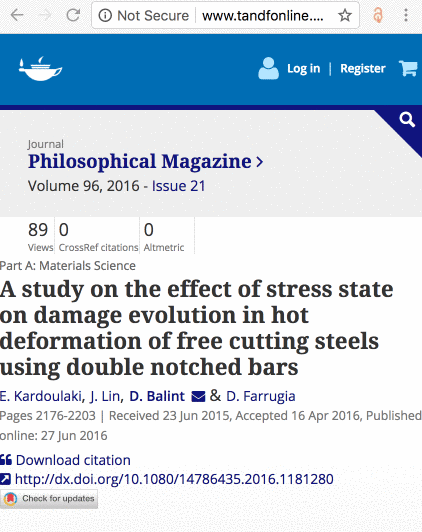 Not Secure | www.tandfonline....
Log in | Register
Journal
Philosophical Magazine >
Volume 96, 2016 - Issue 21
89 0 0
Views CrossRef citations Altmetric
Part A: Materials Science
A study on the effect of stress state
on damage evolution in hot
deformation of free cutting steels
using double notched bars
E. Kardoulaki, J. Lin, D. Balint & D. Farrugia
Pages 2176-2203 | Received 23 Jun 2015, Accepted 16 Apr 2016, Published
online: 27 Jun 2016
Download citation
http://dx.doi.org/10.1080/14786435.2016.1181280
Check for updates